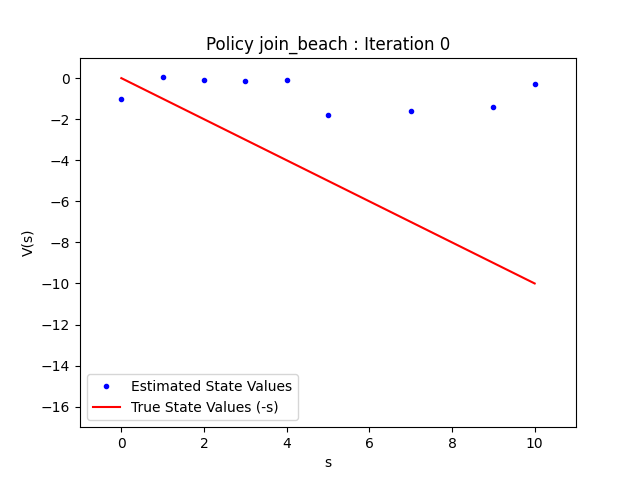 Policy join_beach : Iteration 0
0
−2
−4
−6
−8
−10
−12
−14
−16
V(s)
Estimated State Values
True State Values (-s)
0 2 4 6 8 10
s